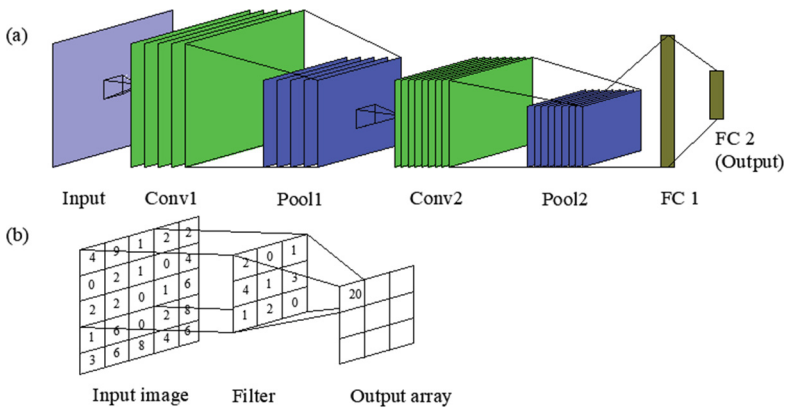 (a)
Input
Conv1
Pool1
Conv2
Pool2
FC 1
FC 2
(Output)
(b)
4 9 1 2 2
0 2 1 0 4
2 2 0 1 6
1 6 0 2 8
3 6 8 4 6
2 0 1
4 1 3
1 2 0
20
Input image
Filter
Output array